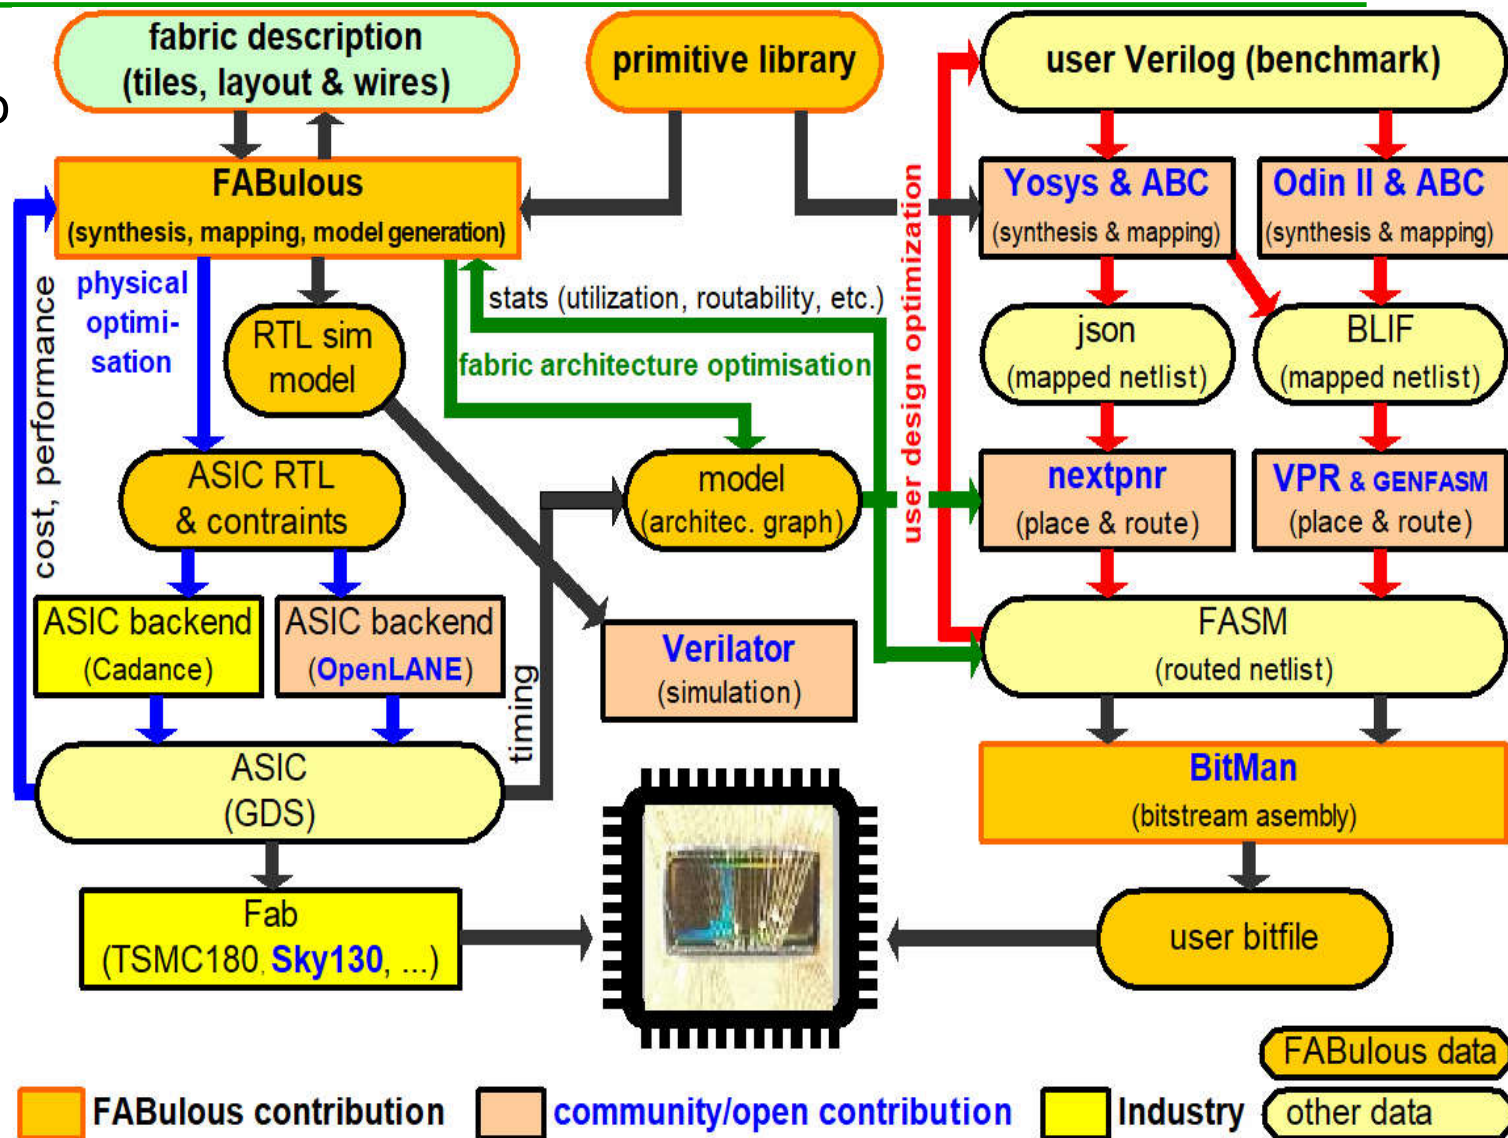 fabric description
(tiles, layout & wires)
primitive library
user Verilog (benchmark)
FABulous
(synthesis, mapping, model generation)
Yosys & ABC
(synthesis & mapping)
Odin II & ABC
(synthesis & mapping)
cost, performance
physical
optimi-
sation
RTL sim
model
stats (utilization, routability, etc.)
fabric architecture optimisation
user design optimization
json
(mapped netlist)
BLIF
(mapped netlist)
ASIC RTL
& contraints
model
(architec. graph)
nextpnr
(place & route)
VPR & GENFASM
(place & route)
ASIC backend
(Cadance)
ASIC backend
(OpenLANE)
timing
Verilator
(simulation)
FASM
(routed netlist)
ASIC
(GDS)
BitMan
(bitstream asembly)
Fab
(TSMC180, Sky130, ...)
user bitfile
FABulous data
FABulous contribution
community/open contribution
Industry
other data